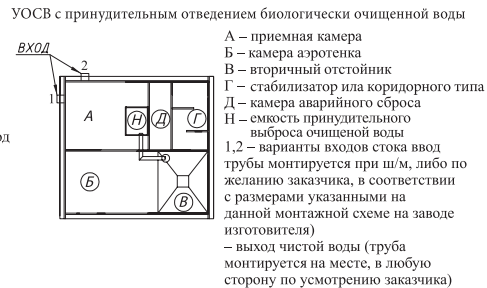 УОСВ с принудительным отведением биологически очищенной воды
ВХОД
2
1
А
Н
Д
Г
Б
В
од
А – приемная камера
Б – камера аэротенка
В – вторичный отстойник
Г – стабилизатор ила коридорного типа
Д – камера аварийного сброса
Н – емкость принудительного
выброса очищеной воды
1,2 – варианты входов стока ввод
трубы монтируется при ш/м, либо по
желанию заказчика, в соответствии
с размерами указанными на
данной монтажной схеме на заводе
изготовителя)
– выход чистой воды (труба
монтируется на месте, в любую
сторону по усмотрению заказчика)